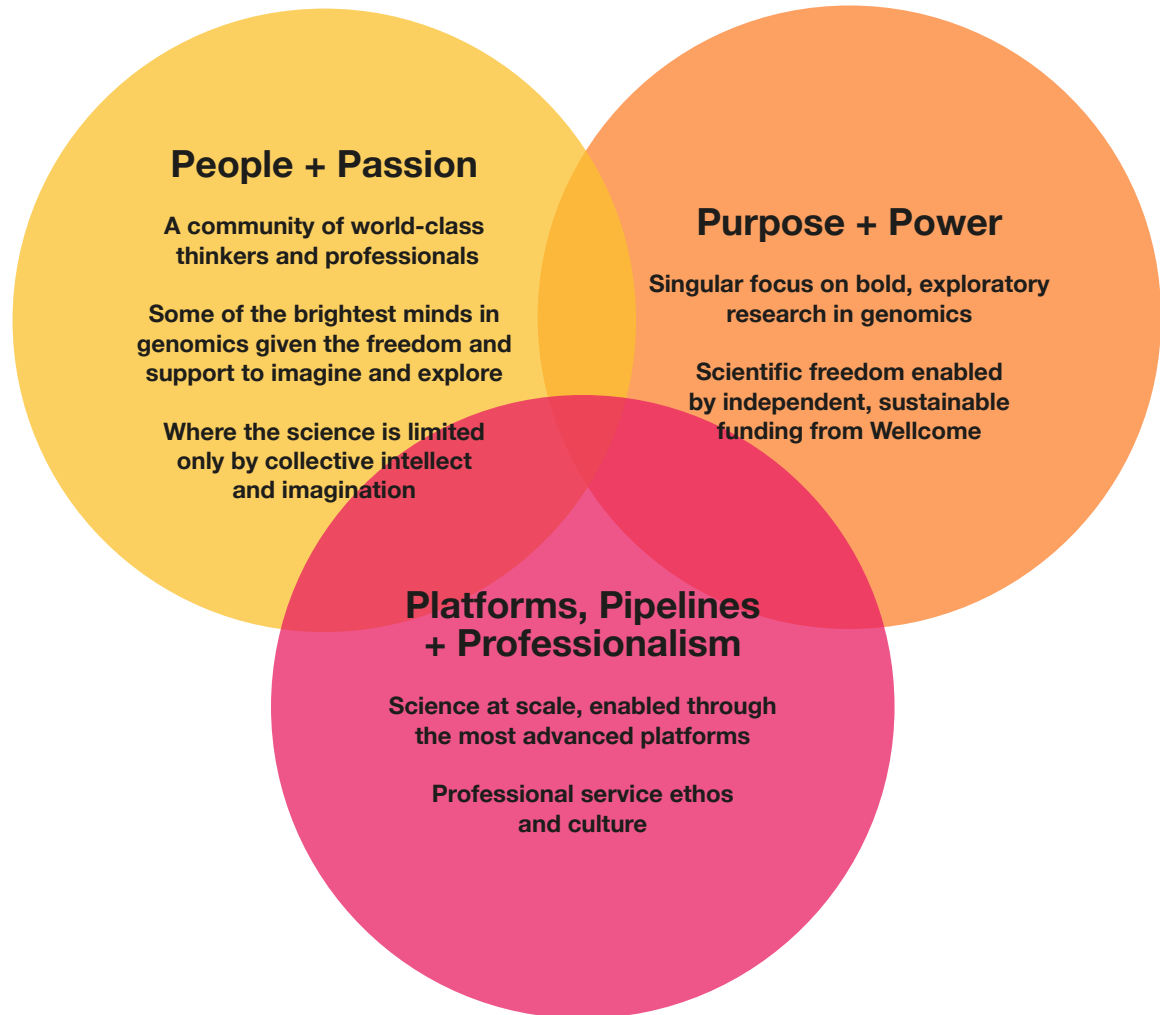 People + Passion
A community of world-class
thinkers and professionals
Some of the brightest minds in
genomics given the freedom and
support to imagine and explore
Where the science is limited
only by collective intellect
and imagination
Purpose + Power
Singular focus on bold, exploratory
research in genomics
Scientific freedom enabled
by independent, sustainable
funding from Wellcome
Platforms, Pipelines
+ Professionalism
Science at scale, enabled through
the most advanced platforms
Professional service ethos
and culture